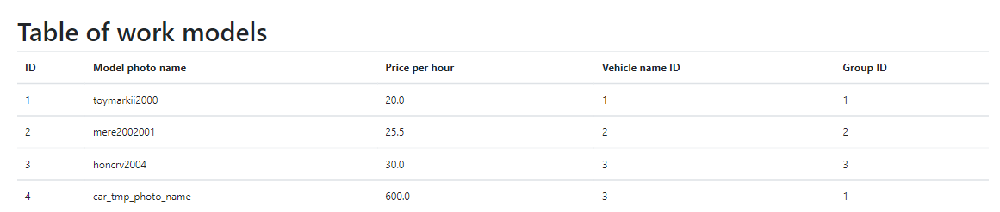 Table of work models
ID Model photo name Price per hour Vehicle name ID Group ID
1 toymarkii2000 20.0 1 1
2 mere2002001 25.5 2 2
3 honcrv2004 30.0 3 3
4 car_tmp_photo_name 600.0 3 1